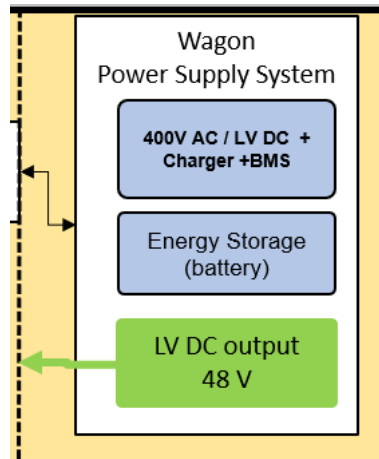 Wagon
Power Supply System
400V AC / LV DC +
Charger +BMS
Energy Storage
(battery)
LV DC output
48 V